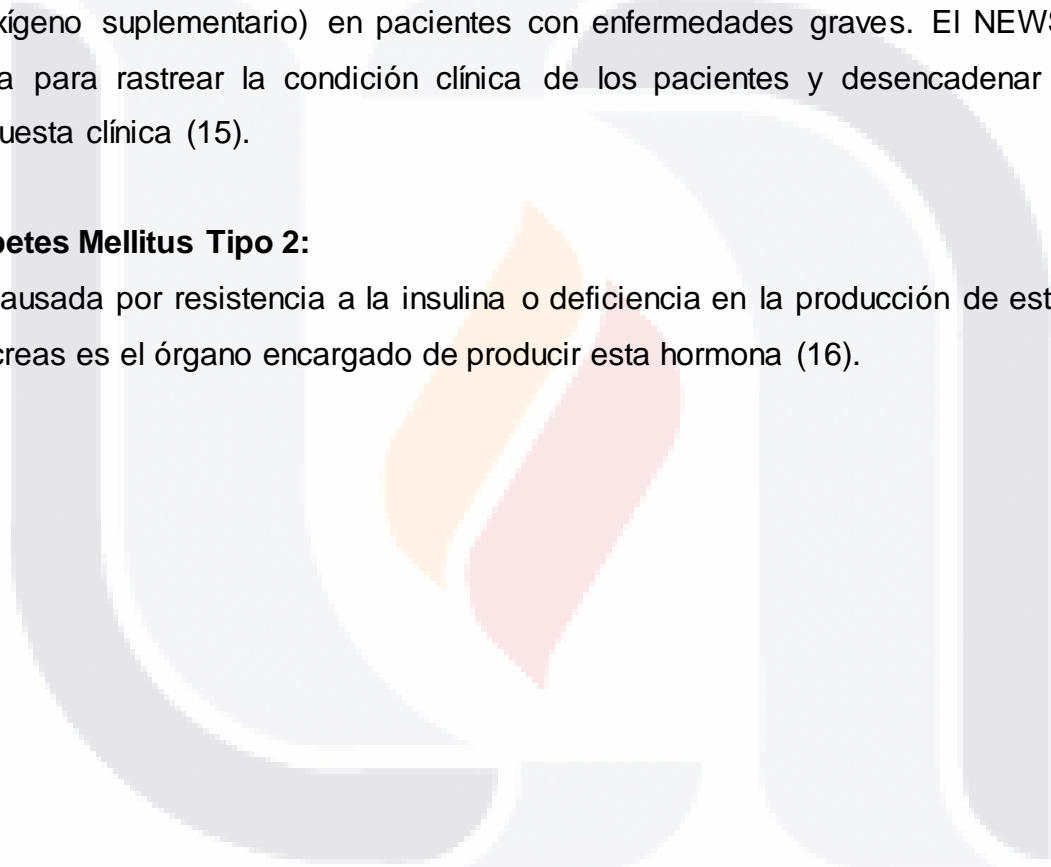 xígeno suplementario) en pacientes con enfermedades graves. El NEWS
a para rastrear la condición clínica de los pacientes y desencadenar
uesta clínica (15).
betes Mellitus Tipo 2:
ausada por resistencia a la insulina o deficiencia en la producción de est
creas es el órgano encargado de producir esta hormona (16).